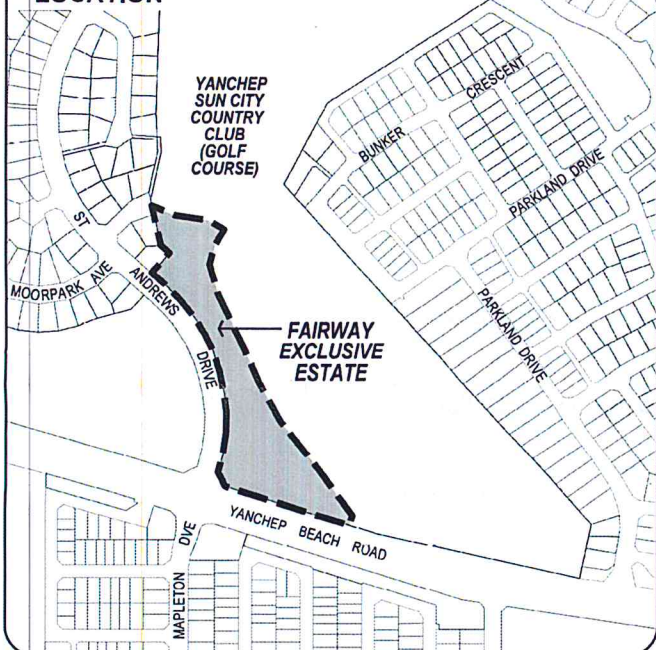 LOCATION
YANCHEP
SUN CITY
COUNTRY
CLUB
(GOLF
COURSE)
BUNKER
CRESCENT
PARKLAND DRIVE
PARKLAND DRIVE
ST
ANDREWS
DRIVE
MOORPARK AVE
FAIRWAY
EXCLUSIVE
ESTATE
YANCHEP BEACH ROAD
MAPLETON
DVE